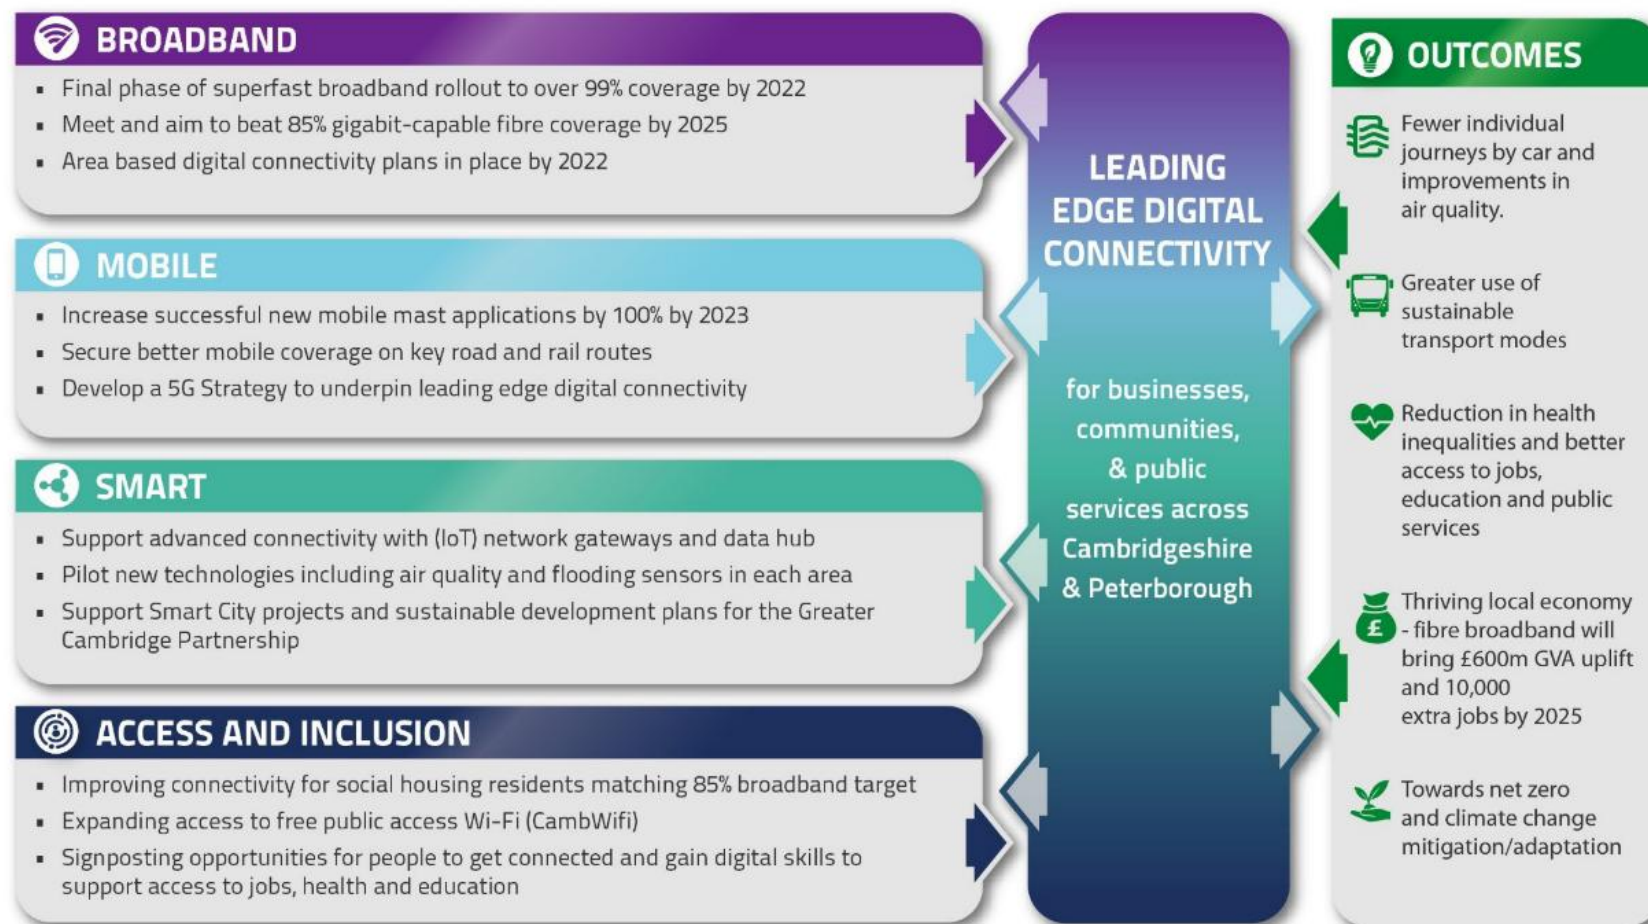 BROADBAND
▪ Final phase of superfast broadband rollout to over 99% coverage by 2022
▪ Meet and aim to beat 85% gigabit-capable fibre coverage by 2025
▪ Area based digital connectivity plans in place by 2022
MOBILE
▪ Increase successful new mobile mast applications by 100% by 2023
▪ Secure better mobile coverage on key road and rail routes
▪ Develop a 5G Strategy to underpin leading edge digital connectivity
SMART
▪ Support advanced connectivity with (IoT) network gateways and data hub
▪ Pilot new technologies including air quality and flooding sensors in each area
▪ Support Smart City projects and sustainable development plans for the Greater
Cambridge Partnership
ACCESS AND INCLUSION
▪ Improving connectivity for social housing residents matching 85% broadband target
▪ Expanding access to free public access Wi-Fi (CambWifi)
▪ Signposting opportunities for people to get connected and gain digital skills to
support access to jobs, health and education
LEADING
EDGE DIGITAL
CONNECTIVITY
for businesses,
communities,
& public
services across
Cambridgeshire
& Peterborough
OUTCOMES
Fewer individual
journeys by car and
improvements in
air quality.
Greater use of
sustainable
transport modes
Reduction in health
inequalities and better
access to jobs,
education and public
services
£
Thriving local economy
- fibre broadband will
bring £600m GVA uplift
and 10,000
extra jobs by 2025
Towards net zero
and climate change
mitigation/adaptation